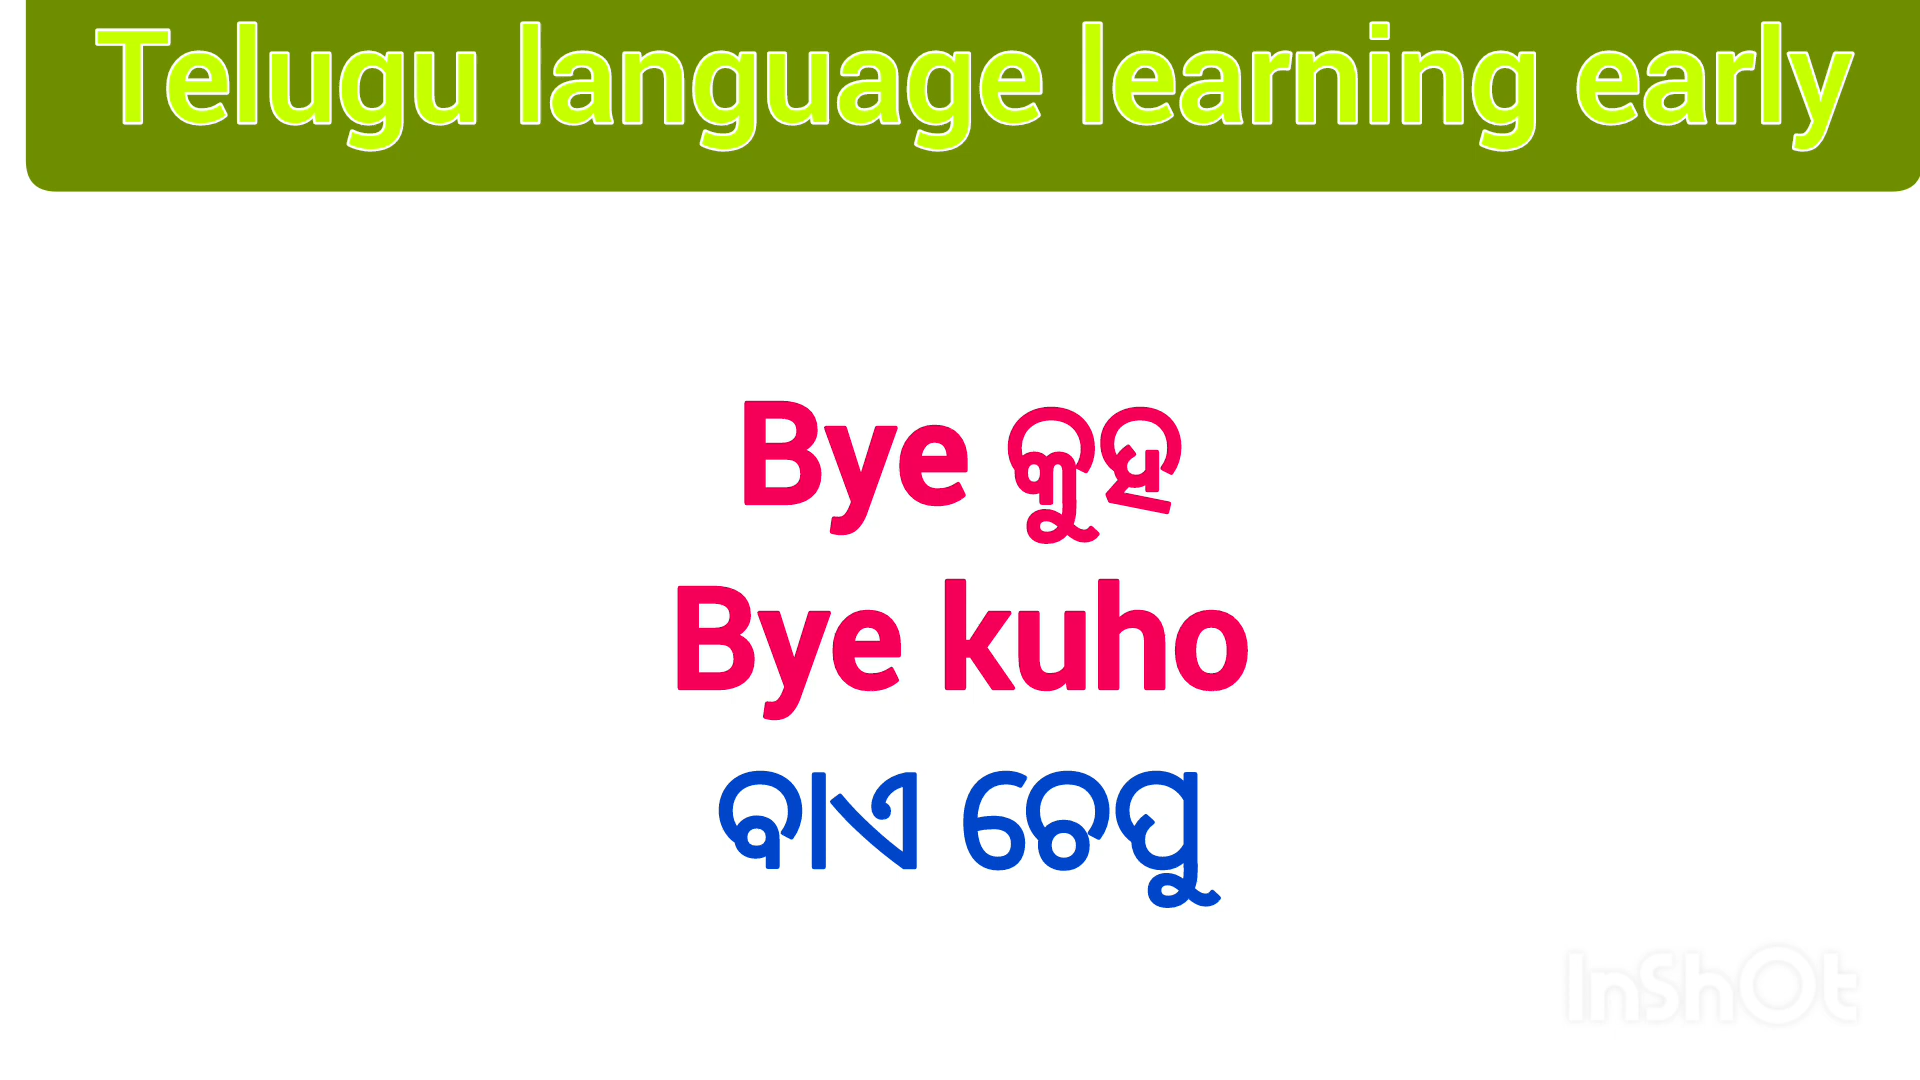 Telugu language learning early
Bye କୁହ
Bye kuho
ବାଏ ଚେପୁ
InShOt